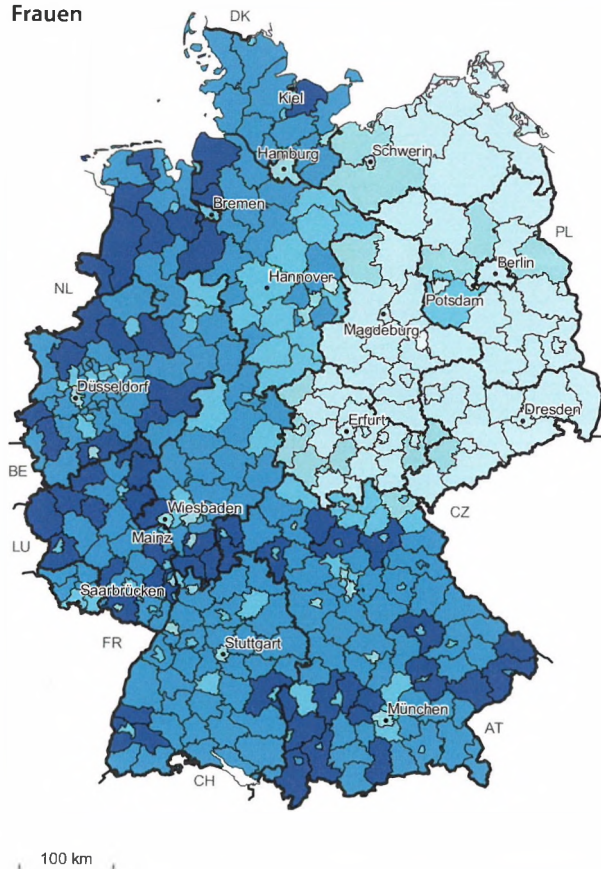 Frauen
DK
Kiel
Schwerin
Hamburg
Bremen
PL
Berlin
NL
Hannover
Potsdam
Magdeburg
Düsseldorf
Erfurt
Dresden
BE
Wiesbaden
CZ
LU
Mainz
Saarbrücken
FR
Stuttgart
München
AT
CH
100 km